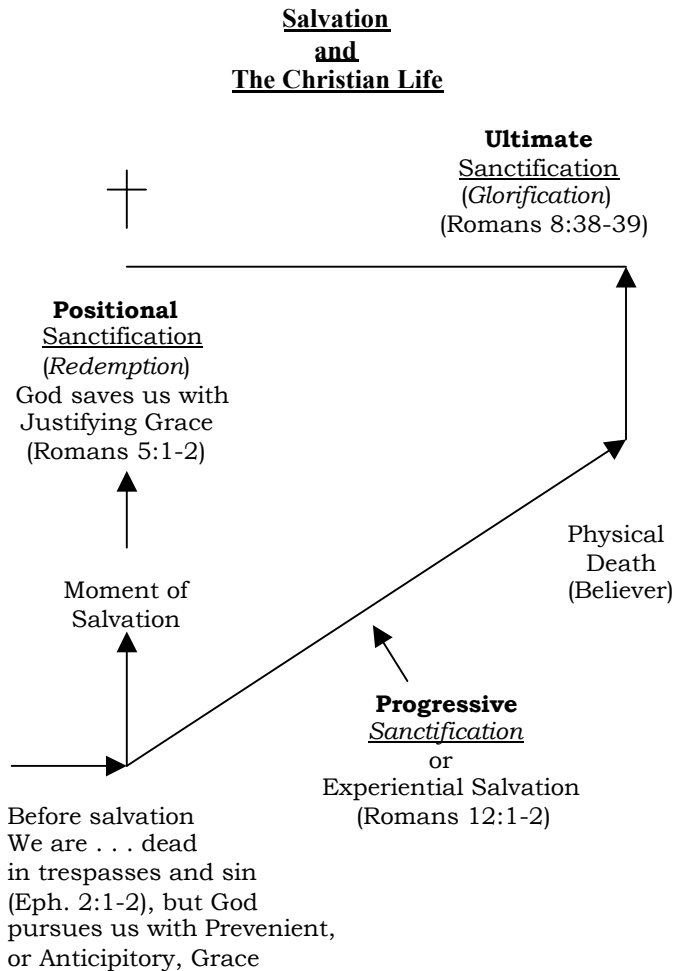 Salvation
and
The Christian Life
Ultimate
Sanctification
(Glorification)
(Romans 8:38-39)
Positional
Sanctification
(Redemption)
God saves us with
Justifying Grace
(Romans 5:1-2)
Moment of
Salvation
Physical
Death
(Believer)
Progressive
Sanctification
or
Experiential Salvation
(Romans 12:1-2)
Before salvation
We are . . . dead
in trespasses and sin
(Eph. 2:1-2), but God
pursues us with Prevenient,
or Anticipitory, Grace